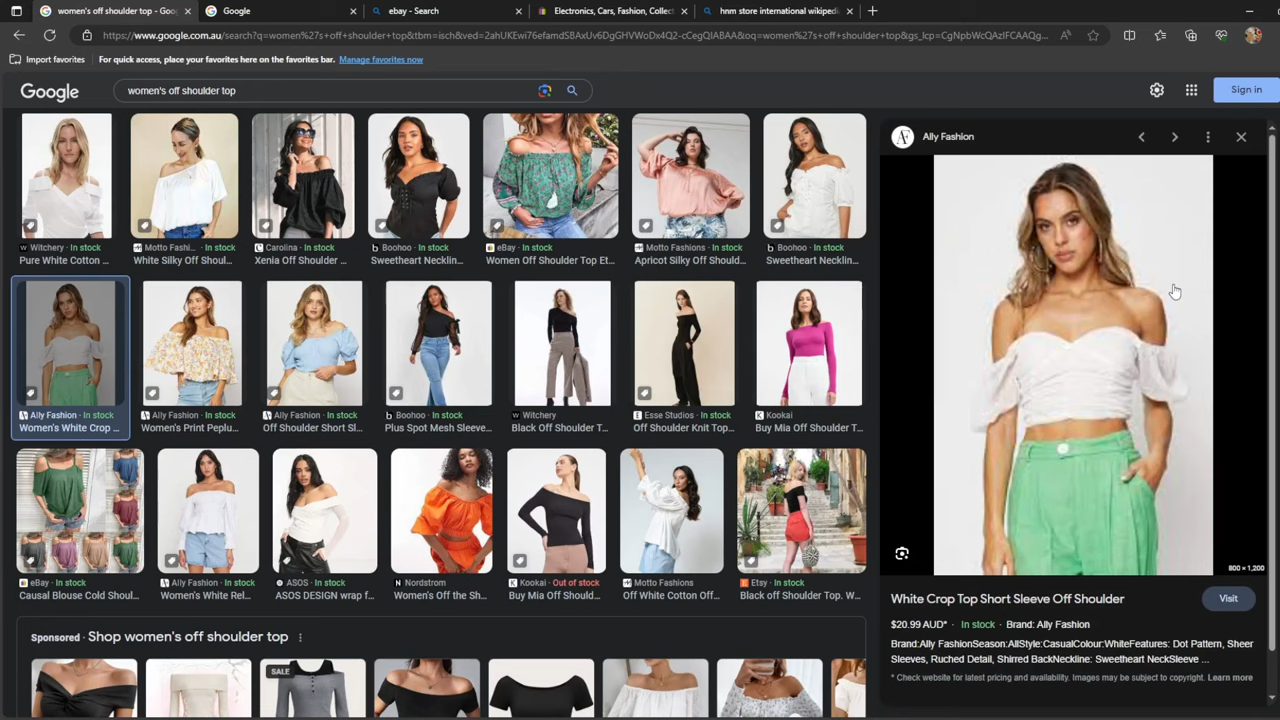 women's off shoulder top - Goo
Google
ebay - Search
Electronics, Cars, Fashion, Collect
hnm store international wikiped
https://www.google.com.au/search?q=women%27s+off+shoulder+top&tbm=isch&ved=2ahUKEwi76efamdSBAxUv6DgGHVWoDx4Q2-cCegQIABAA&oq=women%27s+off+shoulder+top&gs_lcp=CgNpbWcQAzIFCAAQg...
Import favorites
For quick access, place your favorites here on the favorites bar. Manage favorites now
Google
women's off shoulder top
Sign in
Witchery · In stock
Pure White Cotton ...
Motto Fashi... · In stock
White Silky Off Shoul...
Carolina · In stock
Xenia Off Shoulder ...
Boohoo · In stock
Sweetheart Necklin...
eBay · In stock
Women Off Shoulder Top Et...
Motto Fashions · In stock
Apricot Silky Off Should...
Boohoo · In stock
Sweetheart Necklin...
Ally Fashion · In stock
Women's White Crop ...
Ally Fashion · In stock
Women's Print Peplu...
Ally Fashion · In stock
Off Shoulder Short Sl...
Boohoo · In stock
Plus Spot Mesh Sleeve...
Witchery
Black Off Shoulder T...
Esse Studios · In stock
Off Shoulder Knit Top...
Kookai
Buy Mia Off Shoulder T...
eBay · In stock
Causal Blouse Cold Shoul...
Ally Fashion · In stock
Women's White Rel...
ASOS · In stock
ASOS DESIGN wrap f...
Nordstrom
Women's Off the Sh...
Kookai · Out of stock
Buy Mia Off Should...
Motto Fashions
Off White Cotton Off...
Etsy · In stock
Black off Shoulder Top. W...
Sponsored · Shop women's off shoulder top
SALE
Ally Fashion
800 × 1,200
White Crop Top Short Sleeve Off Shoulder
Visit
$20.99 AUD* · In stock · Brand: Ally Fashion
Brand:Ally FashionSeason:AllStyle:CasualColour:WhiteFeatures: Dot Pattern, Sheer
Sleeves, Ruched Detail, Shirred BackNeckline: Sweetheart NeckSleeve ...
* Check website for latest pricing and availability. Images may be subject to copyright. Learn more